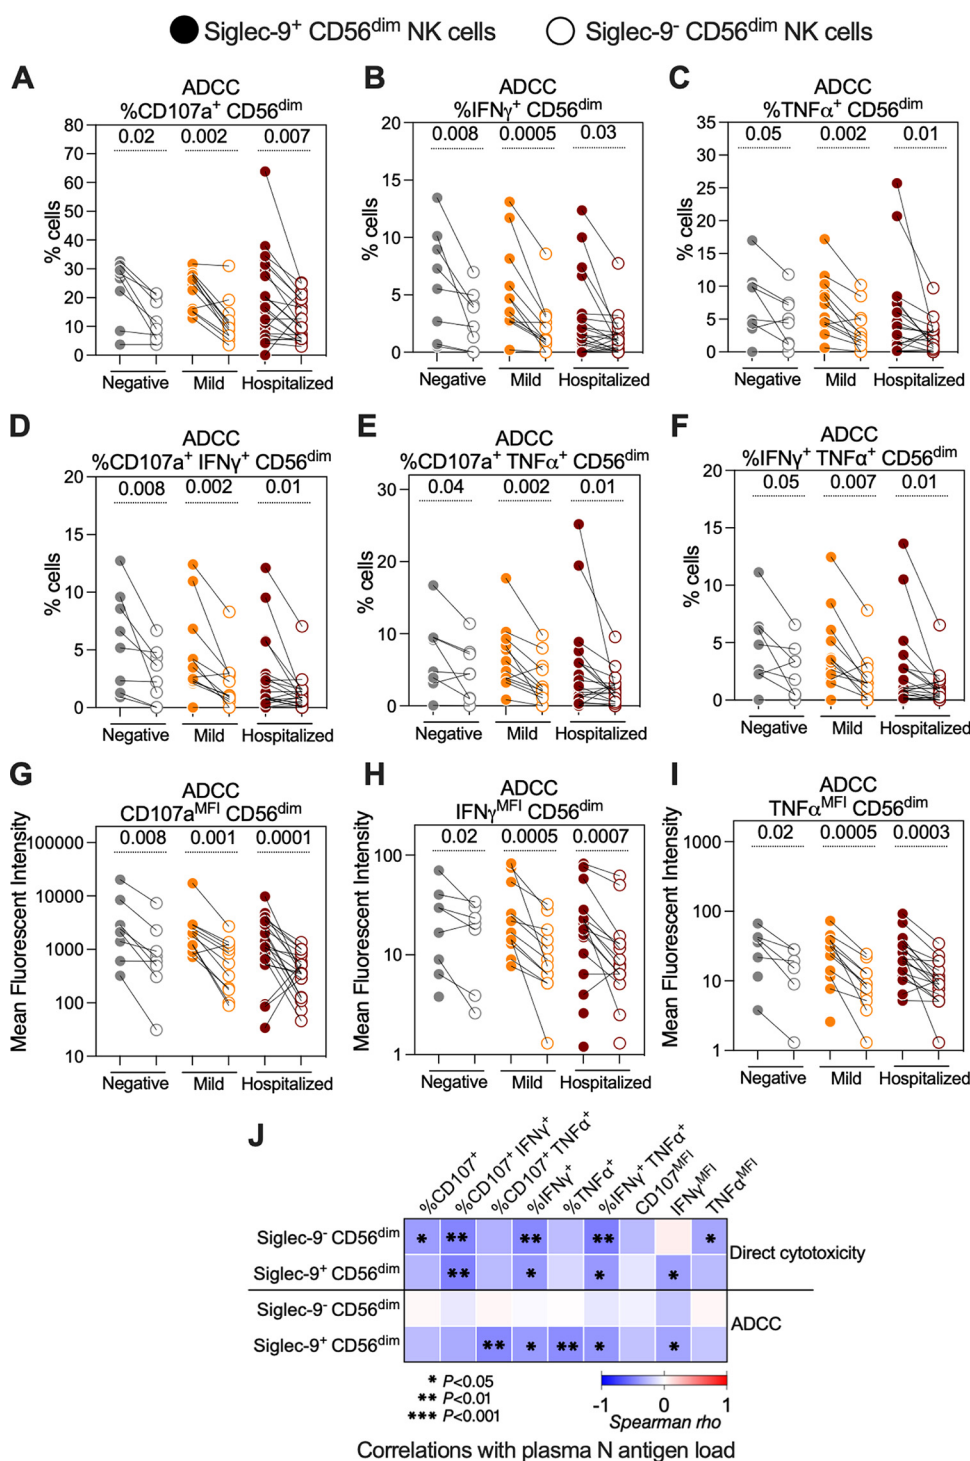 Siglec-9⁺ CD56ᵈⁱᵐ NK cells
Siglec-9⁻ CD56ᵈⁱᵐ NK cells
A
ADCC
%CD107a⁺ CD56ᵈⁱᵐ
% cells
80
70
60
50
40
30
20
10
0
0.02
0.002
0.007
Negative
Mild
Hospitalized
B
ADCC
%IFNγ⁺ CD56ᵈⁱᵐ
% cells
20
15
10
5
0
0.008
0.0005
0.03
Negative
Mild
Hospitalized
C
ADCC
%TNFα⁺ CD56ᵈⁱᵐ
% cells
35
30
25
20
15
10
5
0
0.05
0.002
0.01
Negative
Mild
Hospitalized
D
ADCC
%CD107a⁺ IFNγ⁺ CD56ᵈⁱᵐ
% cells
20
15
10
5
0
0.008
0.002
0.01
Negative
Mild
Hospitalized
E
ADCC
%CD107a⁺ TNFα⁺ CD56ᵈⁱᵐ
% cells
30
20
10
0
0.04
0.002
0.01
Negative
Mild
Hospitalized
F
ADCC
%IFNγ⁺ TNFα⁺ CD56ᵈⁱᵐ
% cells
20
15
10
5
0
0.05
0.007
0.01
Negative
Mild
Hospitalized
G
ADCC
CD107aᴹᶠᴵ CD56ᵈⁱᵐ
Mean Fluorescent Intensity
100000
10000
1000
100
10
0.008
0.001
0.0001
Negative
Mild
Hospitalized
H
ADCC
IFNγᴹᶠᴵ CD56ᵈⁱᵐ
Mean Fluorescent Intensity
100
10
1
0.02
0.0005
0.0007
Negative
Mild
Hospitalized
I
ADCC
TNFαᴹᶠᴵ CD56ᵈⁱᵐ
Mean Fluorescent Intensity
1000
100
10
1
0.02
0.0005
0.0003
Negative
Mild
Hospitalized
J
%CD107⁺
%CD107⁺ IFNγ⁺
%CD107⁺ TNFα⁺
%IFNγ⁺
%TNFα⁺
%IFNγ⁺ TNFα⁺
CD107ᴹᶠᴵ
IFNγᴹᶠᴵ
TNFαᴹᶠᴵ
Siglec-9⁻ CD56ᵈⁱᵐ * ** ** ** *
Siglec-9⁺ CD56ᵈⁱᵐ ** * * *
Direct cytotoxicity
Siglec-9⁻ CD56ᵈⁱᵐ
Siglec-9⁺ CD56ᵈⁱᵐ ** * ** * *
ADCC
* P<0.05
** P<0.01
*** P<0.001
-1 0 1
Spearman rho
Correlations with plasma N antigen load